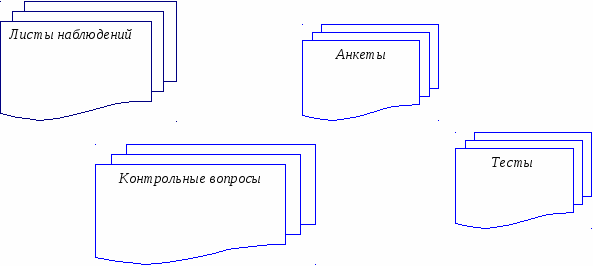 Листы наблюдений
Анкеты
Контрольные вопросы
Тесты